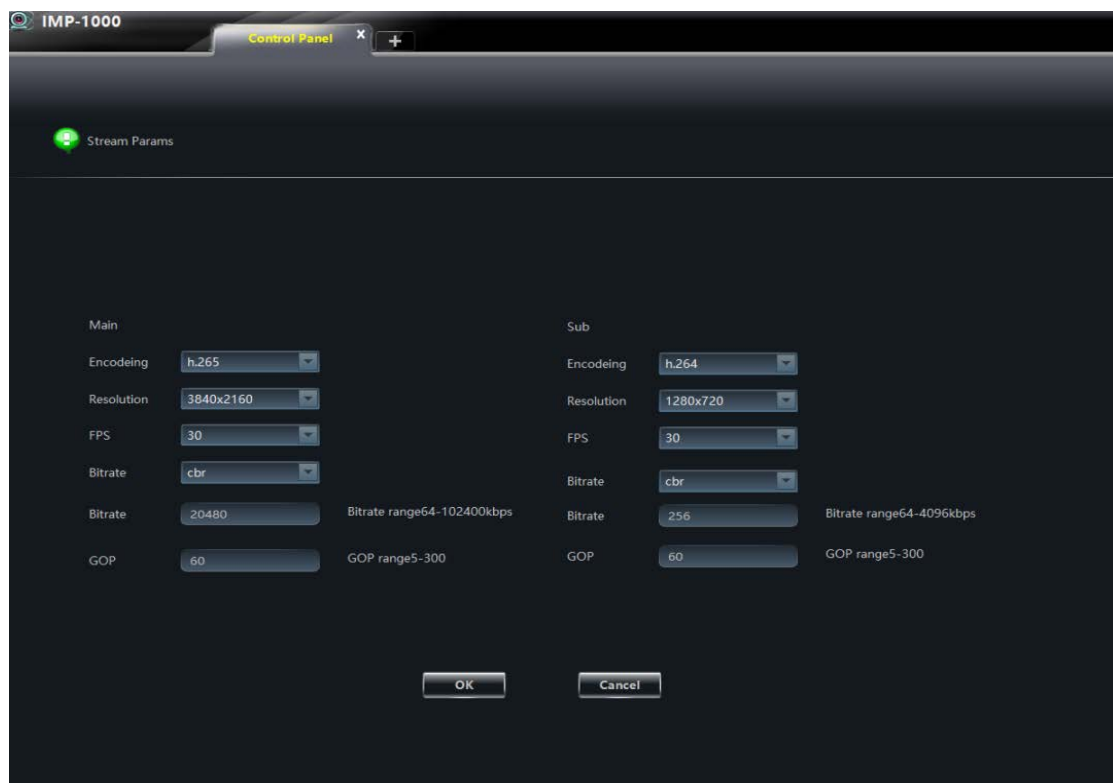 IMP-1000
Control Panel x +
Stream Params
Main
Encodeing h.265
Resolution 3840x2160
FPS 30
Bitrate cbr
Bitrate 20480 Bitrate range64-102400kbps
GOP 60 GOP range5-300
Sub
Encodeing h.264
Resolution 1280x720
FPS 30
Bitrate cbr
Bitrate 256 Bitrate range64-4096kbps
GOP 60 GOP range5-300
OK Cancel